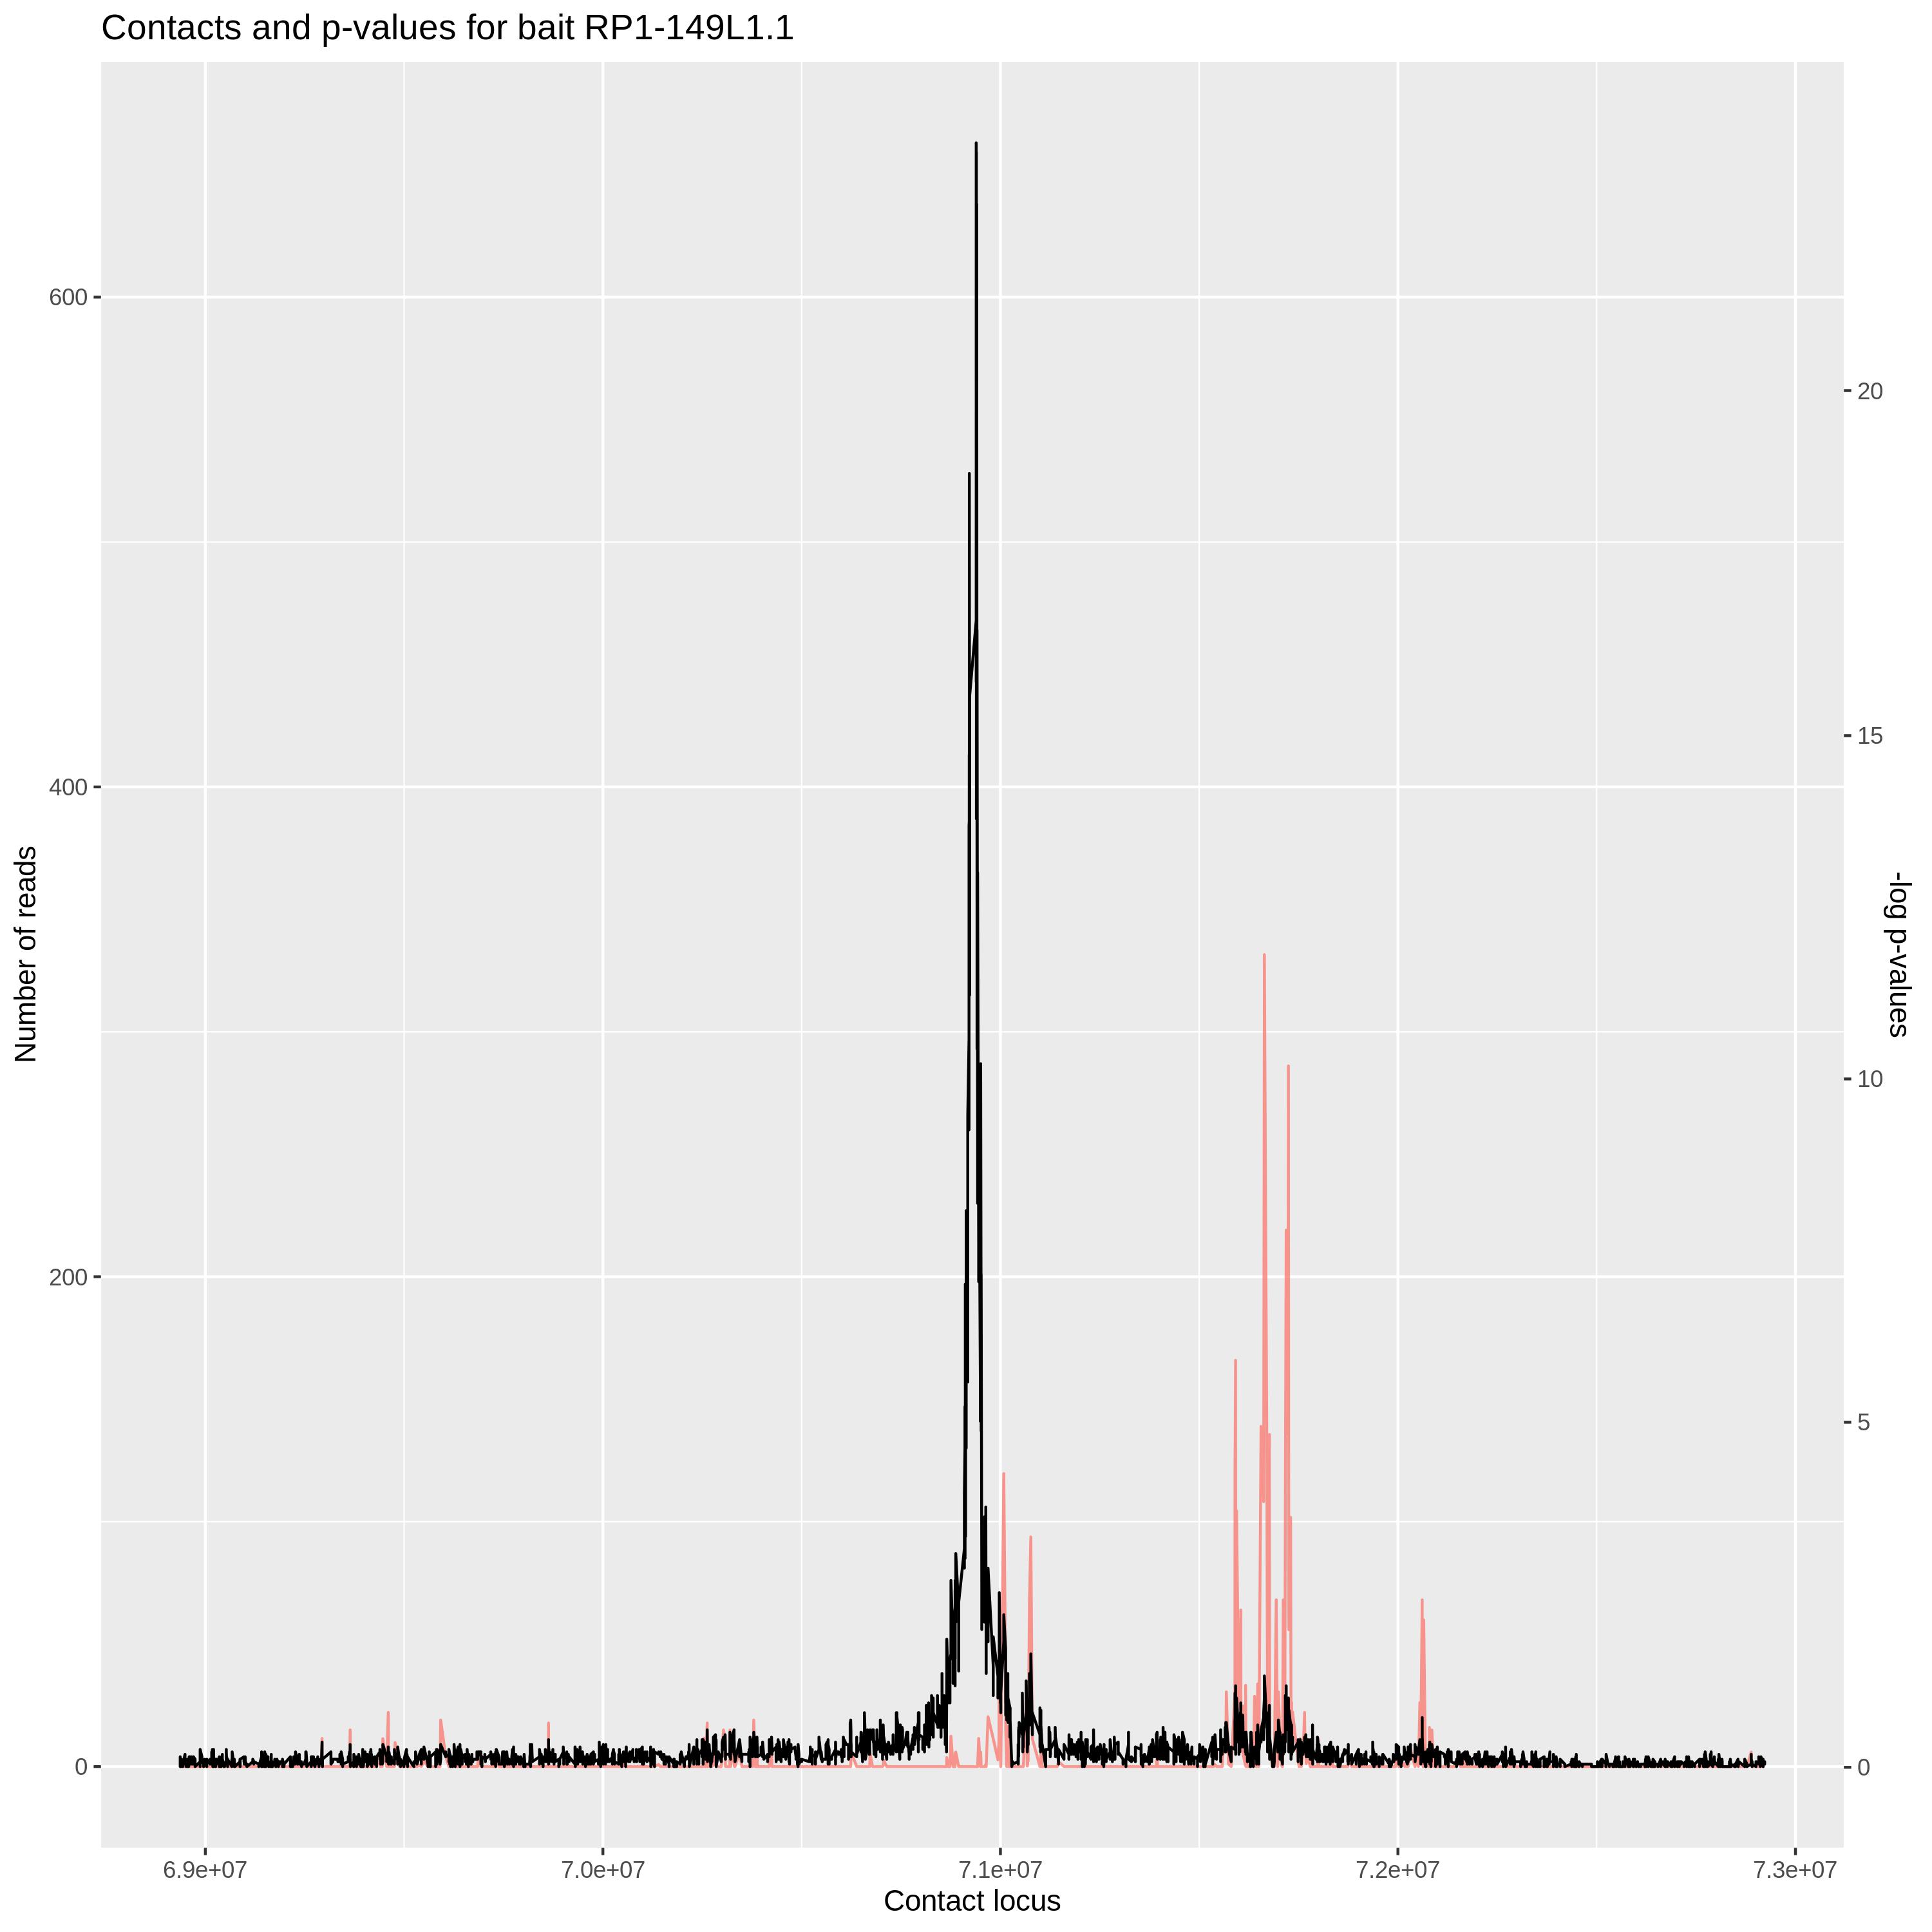 Contacts and p-values for bait RP1-149L1.1
Number of reads
600
400
200
0
20
15
10
5
0
-log p-values
6.9e+07
7.0e+07
7.1e+07
7.2e+07
7.3e+07
Contact locus